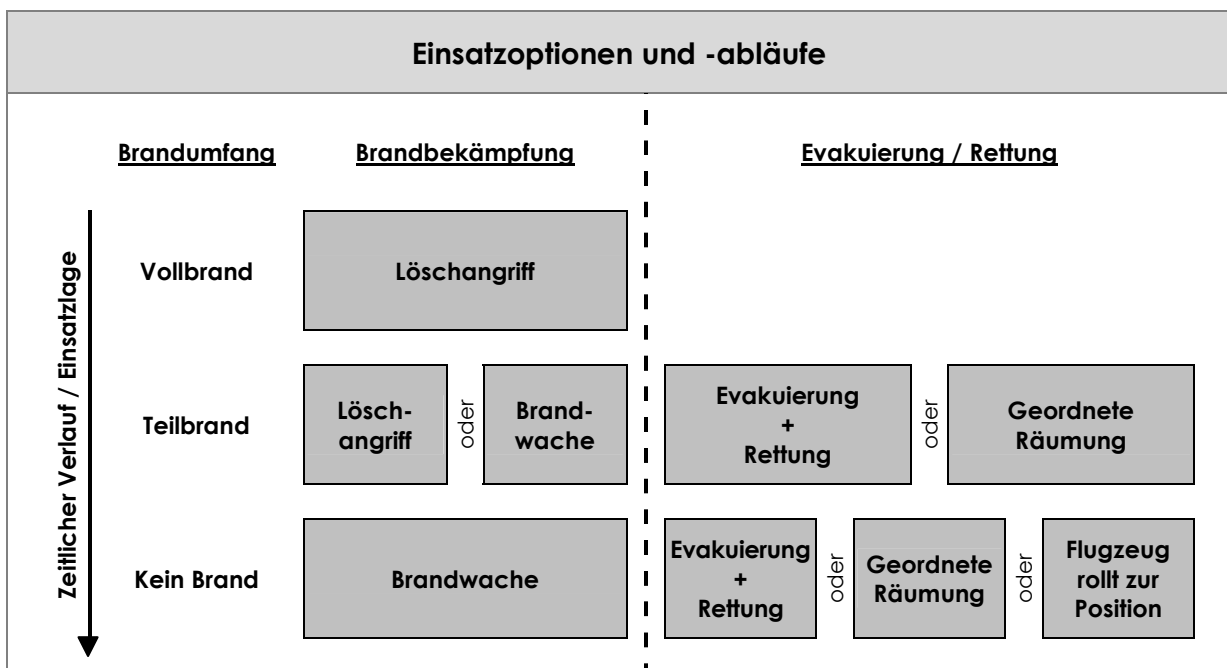 Einsatzoptionen und -abläufe
Brandumfang
Brandbekämpfung
Evakuierung / Rettung
Zeitlicher Verlauf / Einsatzlage
Vollbrand
Löschangriff
Teilbrand
Lösch-
angriff
oder
Brand-
wache
Evakuierung
+
Rettung
oder
Geordnete
Räumung
Kein Brand
Brandwache
Evakuierung
+
Rettung
oder
Geordnete
Räumung
oder
Flugzeug
rollt zur
Position